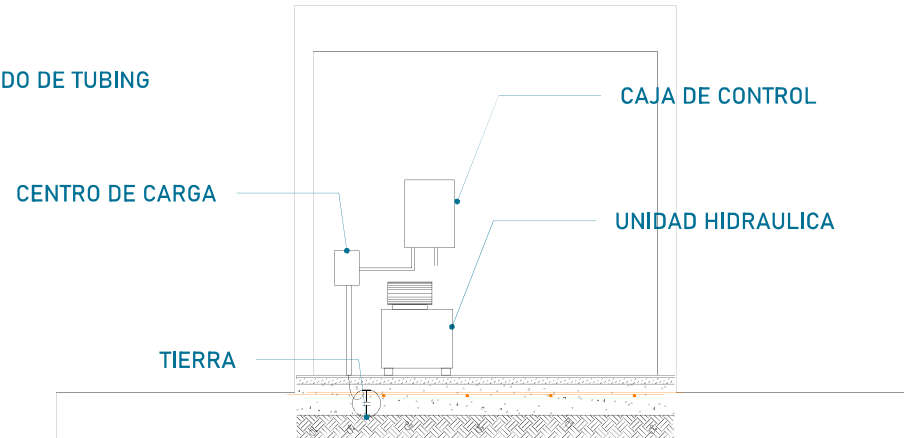 DO DE TUBING
CAJA DE CONTROL
CENTRO DE CARGA
UNIDAD HIDRAULICA
TIERRA